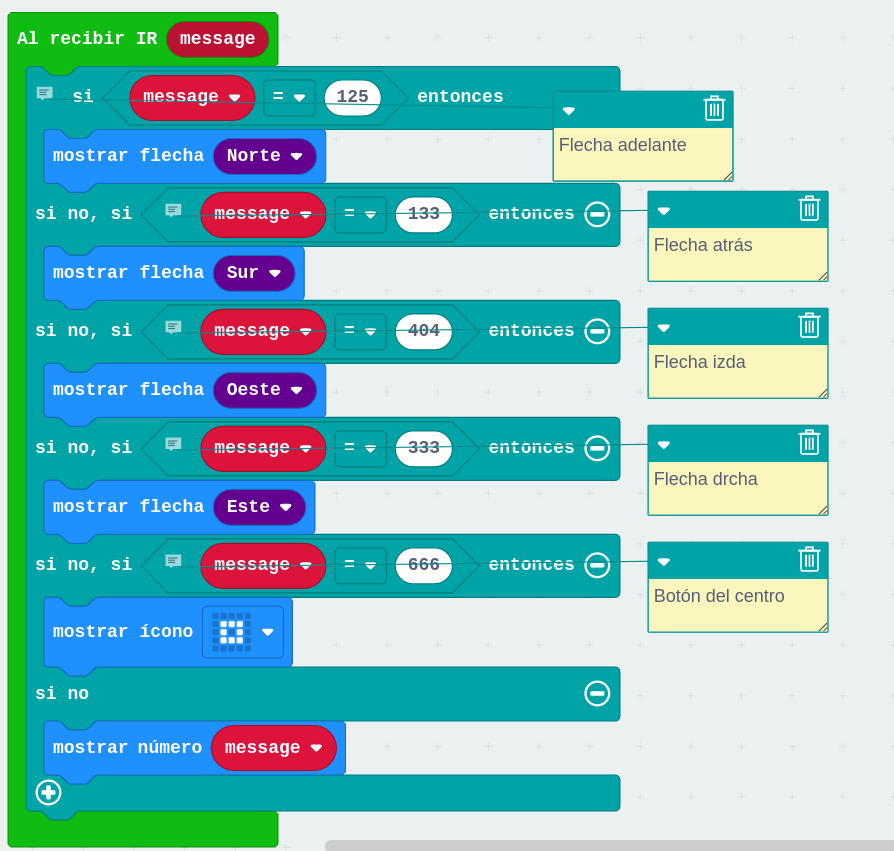 Al recibir IR message
si message = 125 entonces
Flecha adelante
mostrar flecha Norte
si no, si message = 133 entonces
Flecha atrás
mostrar flecha Sur
si no, si message = 404 entonces
Flecha izda
mostrar flecha Oeste
si no, si message = 333 entonces
Flecha drcha
mostrar flecha Este
si no, si message = 666 entonces
Botón del centro
mostrar ícono
si no
mostrar número message